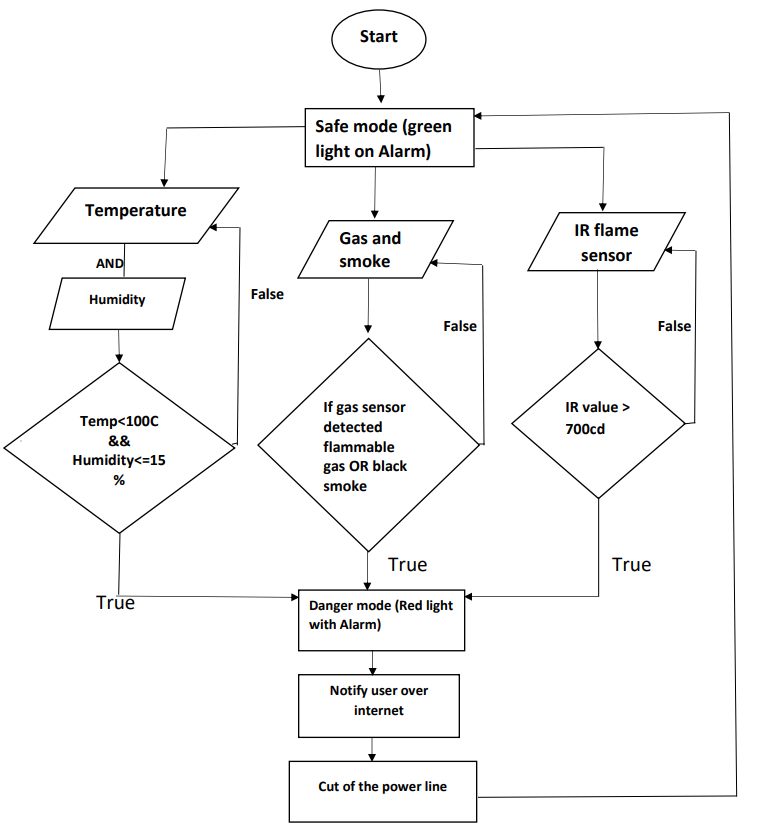 Start
Safe mode (green
light on Alarm)
Temperature
AND
Humidity
False
Temp<100C
&&
Humidity<=15
%
True
Gas and
smoke
False
If gas sensor
detected
flammable
gas OR black
smoke
True
IR flame
sensor
False
IR value >
700cd
True
Danger mode (Red light
with Alarm)
Notify user over
internet
Cut of the power line